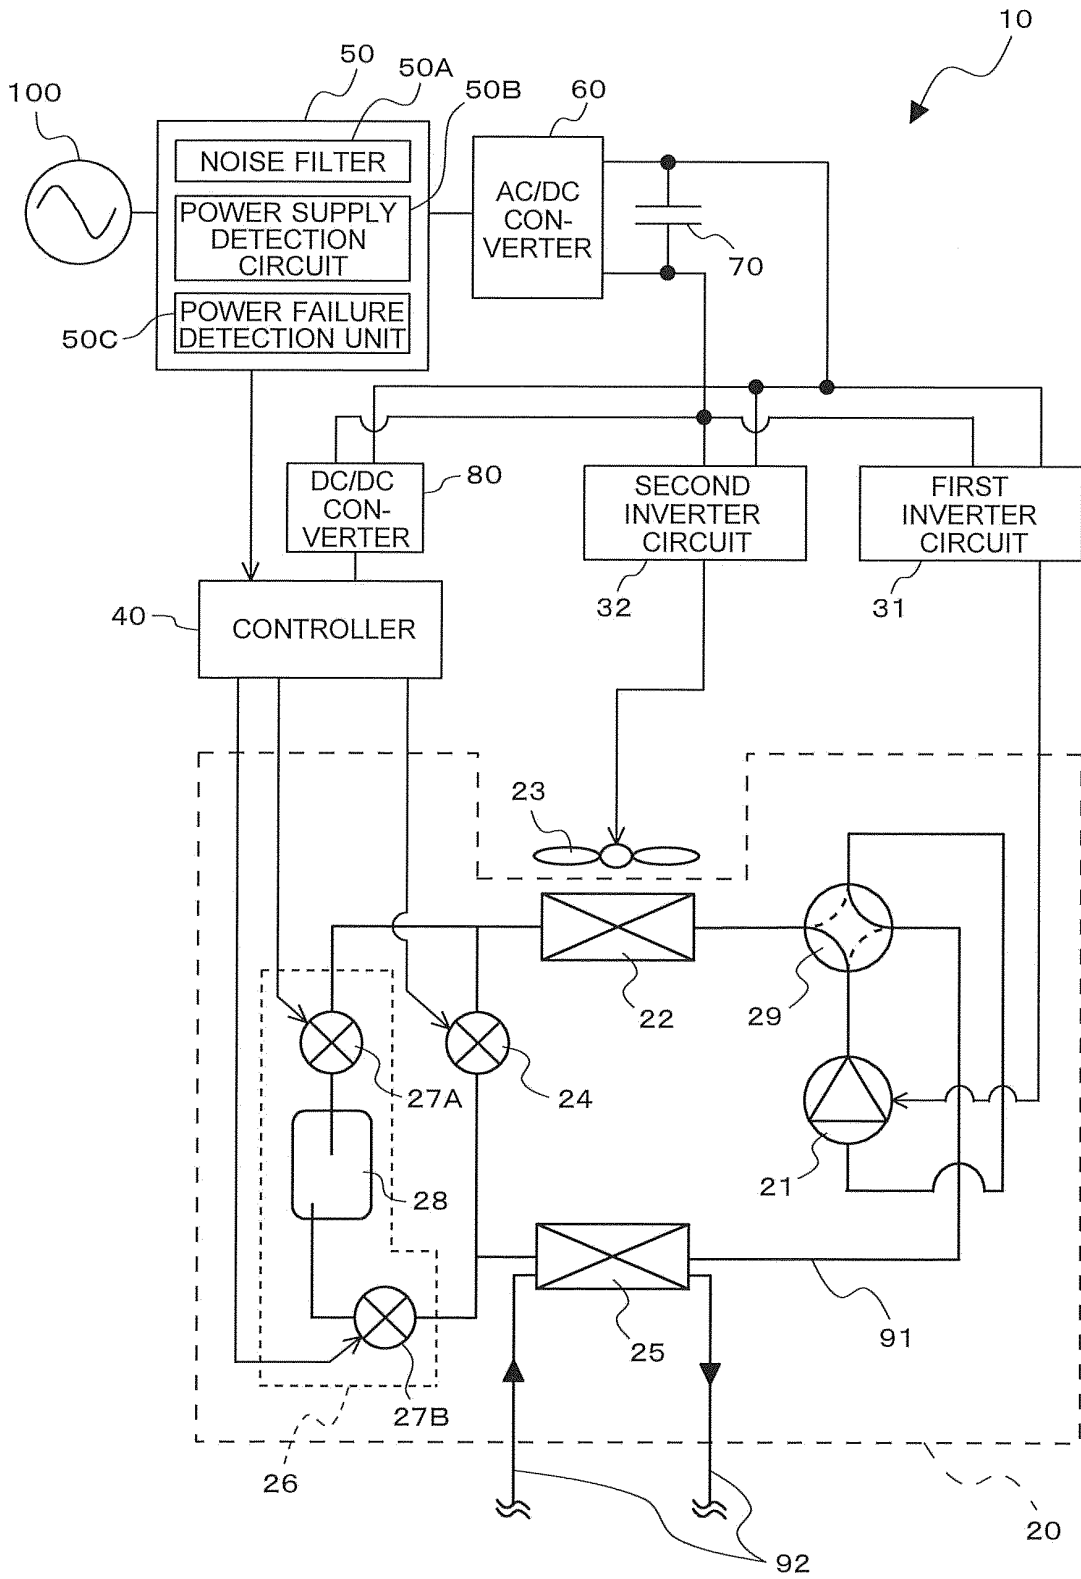 10
50
50A
50B
60
100
NOISE FILTER
POWER SUPPLY
DETECTION
CIRCUIT
AC/DC
CON-
VERTER
70
50C
POWER FAILURE
DETECTION UNIT
DC/DC
CON-
VERTER
80
SECOND
INVERTER
CIRCUIT
FIRST
INVERTER
CIRCUIT
32
31
40
CONTROLLER
23
22
29
27A
24
28
21
25
91
27B
26
20
92